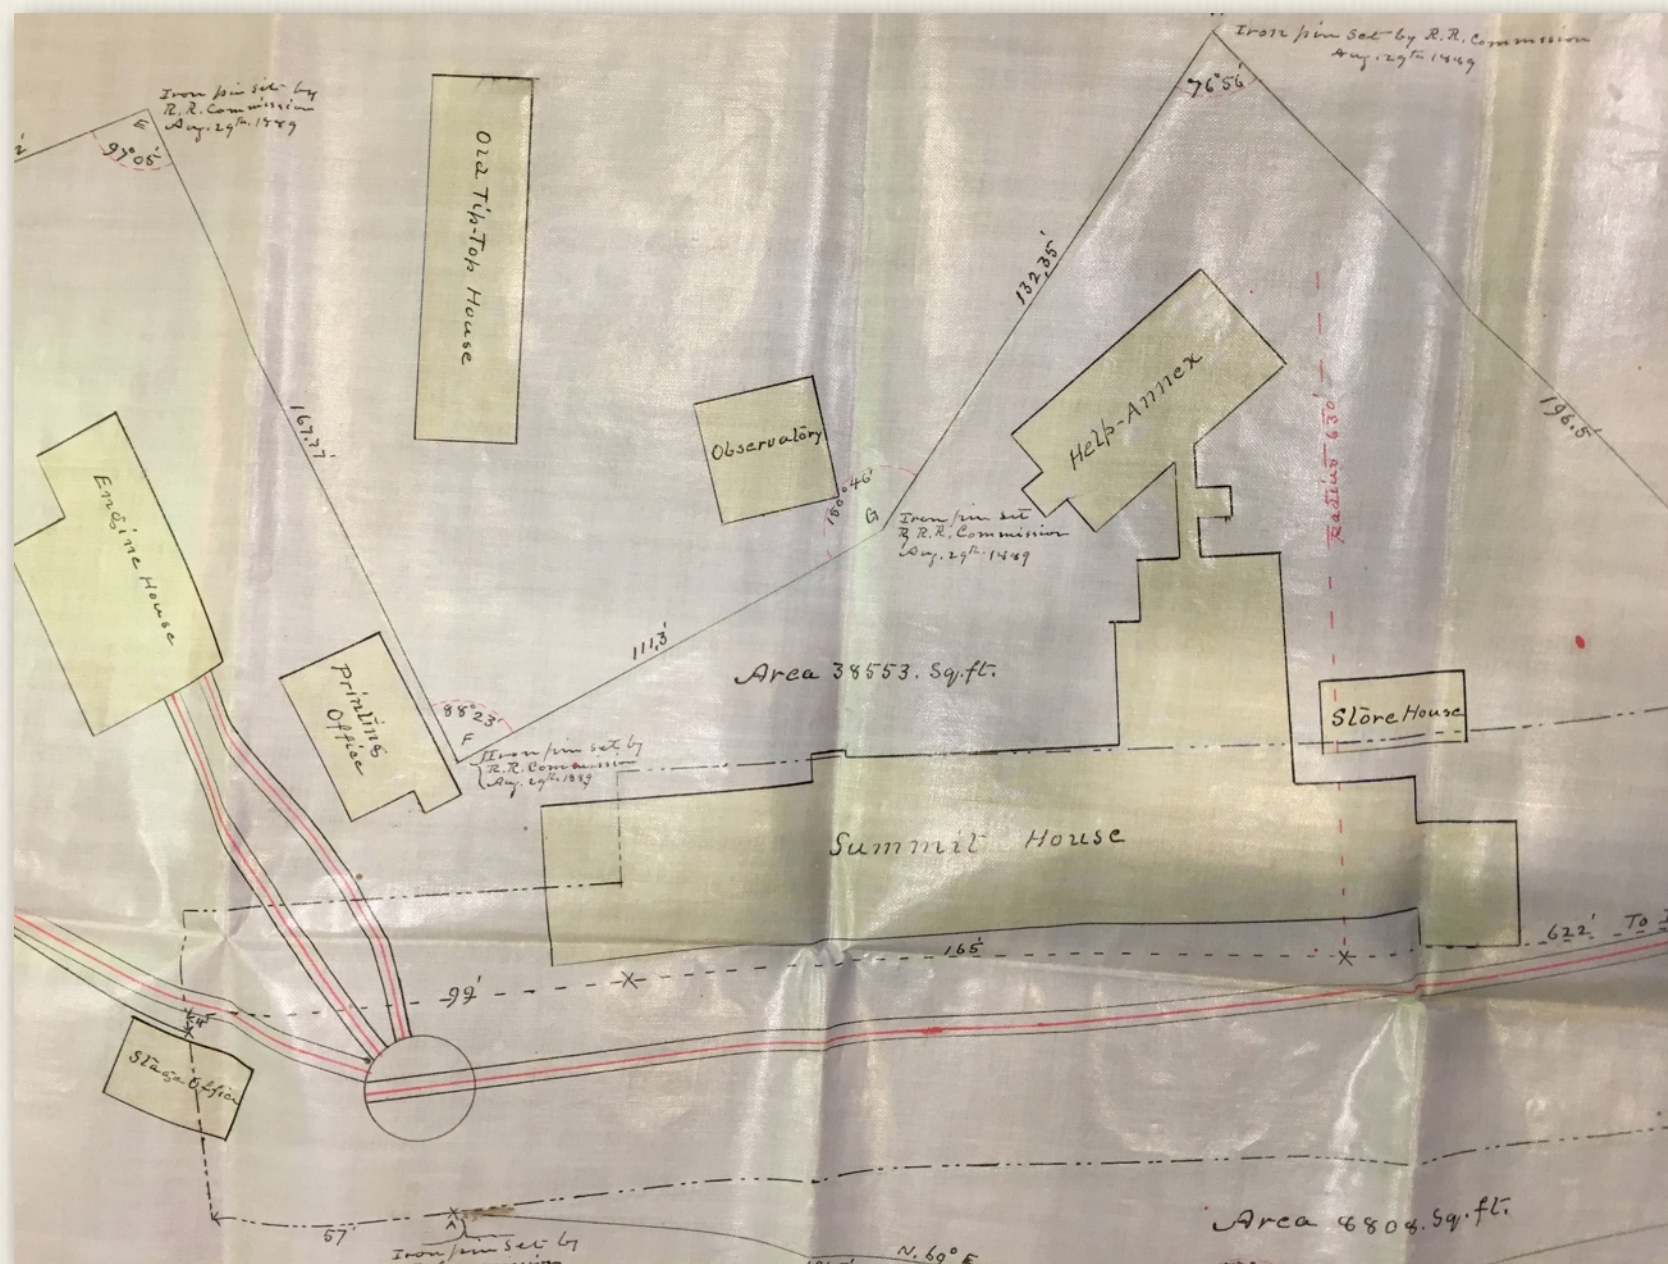 Iron pin set by
R.R. Commission
Aug. 29th 1889
E
97°05'
Iron pin set by R.R. Commission
Aug. 29th 1889
76°56'
Old Tip-Top House
132.35'
167.77'
196.5'
Radius 630'
Observatory
Help-Annex
Engine House
180°46'
G
Iron pin set
By R.R. Commission
Aug. 29th 1889
111.3'
Area 38553. Sq.ft.
Printing
Office
88°23'
F
Iron pin set by
R.R. Commission
Aug. 29th 1889
Store House
Summit House
165'
622' To
99'
Stage Office
57'
A
Iron pin set by
Area 6808. Sq.ft.
N. 69° E